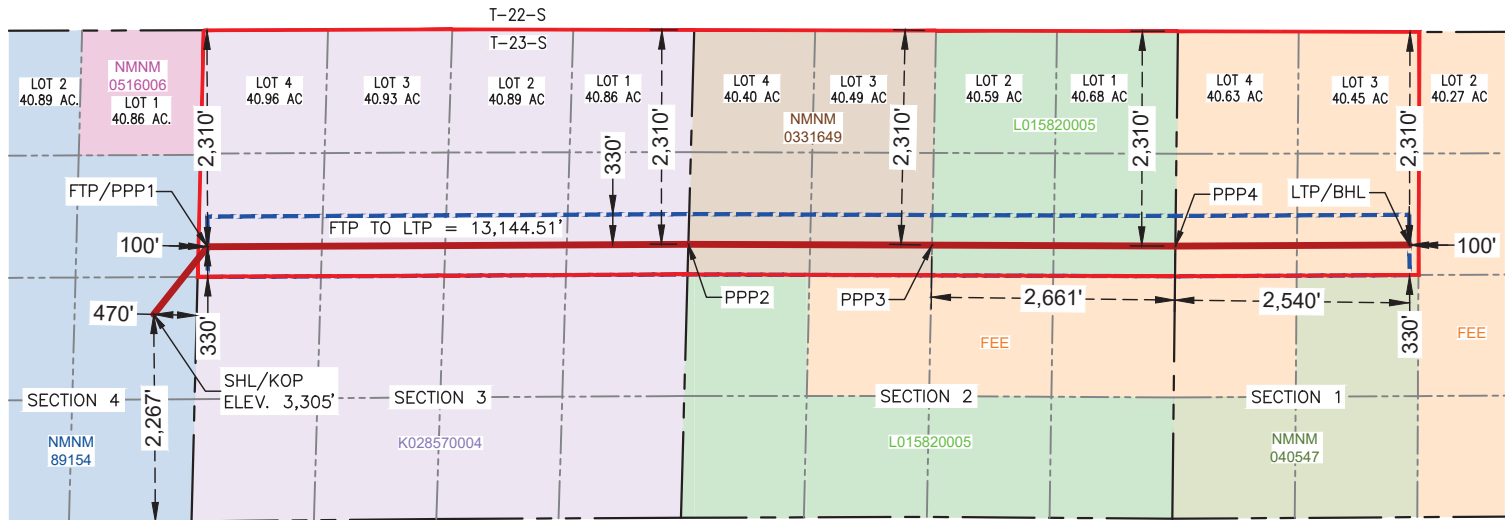 T-22-S
T-23-S
LOT 2
40.89 AC.
NMNM
0516006
LOT 1
40.86 AC.
LOT 4
40.96 AC
LOT 3
40.93 AC
LOT 2
40.89 AC
LOT 1
40.86 AC
LOT 4
40.40 AC
LOT 3
40.49 AC
LOT 2
40.59 AC
LOT 1
40.68 AC
LOT 4
40.63 AC
LOT 3
40.45 AC
LOT 2
40.27 AC.
NMNM
0331649
L015820005
2,310'
330'
2,310'
2,310'
2,310'
2,310'
FTP/PPP1
PPP4
LTP/BHL
FTP TO LTP = 13,144.51'
100'
100'
PPP2
PPP3
2,661'
2,540'
470'
330'
330'
FEE
FEE
SHL/KOP
ELEV. 3,305'
2,267'
SECTION 4
SECTION 3
SECTION 2
SECTION 1
NMNM
89154
K028570004
L015820005
NMNM
040547